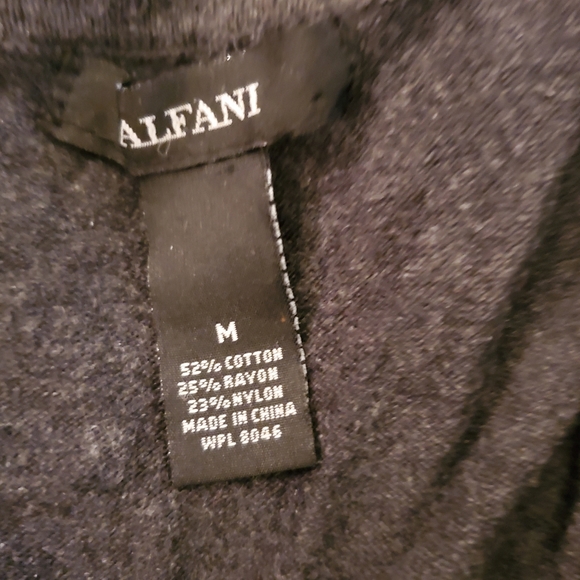 ALFANI
M
52% COTTON
25% RAYON
23% NYLON
MADE IN CHINA
WPL 8046